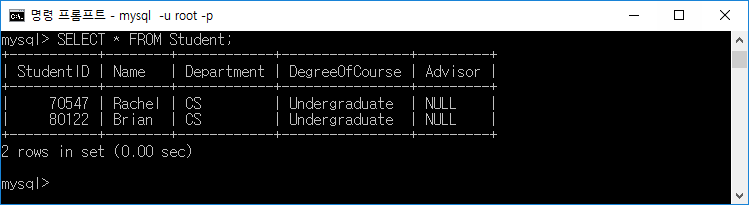 명령 프롬프트 - mysql  -u root -p
mysql> SELECT * FROM Student;
+-----------+--------+------------+----------------+---------+
| StudentID | Name   | Department | DegreeOfCourse | Advisor |
+-----------+--------+------------+----------------+---------+
|     70547 | Rachel | CS         | Undergraduate  | NULL    |
|     80122 | Brian  | CS         | Undergraduate  | NULL    |
+-----------+--------+------------+----------------+---------+
2 rows in set (0.00 sec)
mysql>